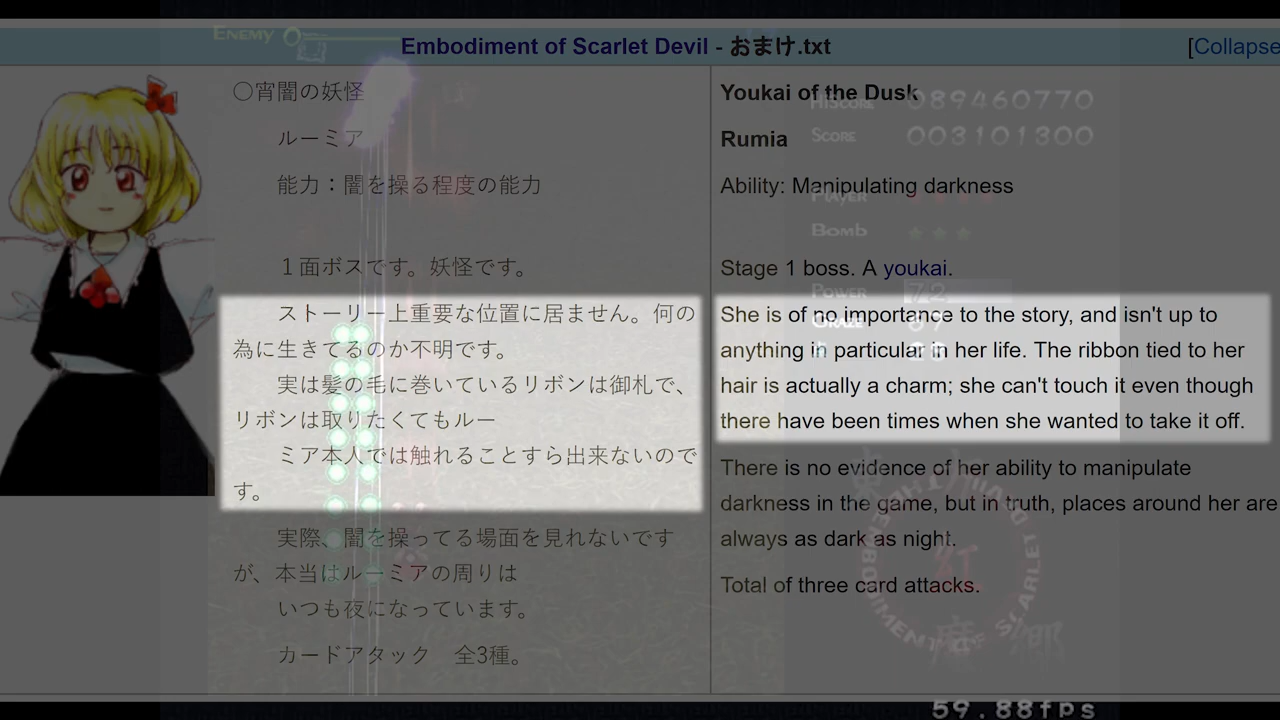 ENEMY
Embodiment of Scarlet Devil - おまけ.txt
[Collapse
〇宵闇の妖怪
ルーミア
能力：闇を操る程度の能力
１面ボスです。妖怪です。
ストーリー上重要な位置に居ません。何の
為に生きてるのか不明です。
実は髪の毛に巻いているリボンは御札で、
リボンは取りたくてもルー
ミア本人では触れることすら出来ないので
す。
実際、闇を操ってる場面を見れないです
が、本当はルーミアの周りは
いつも夜になっています。
カードアタック　全3種。
Youkai of the Dusk
Rumia
Ability: Manipulating darkness
Stage 1 boss. A youkai.
She is of no importance to the story, and isn't up to
anything in particular in her life. The ribbon tied to her
hair is actually a charm; she can't touch it even though
there have been times when she wanted to take it off.
There is no evidence of her ability to manipulate
darkness in the game, but in truth, places around her are
always as dark as night.
Total of three card attacks.
HiScore 089460770
Score 003101300
Player
Bomb ★★★
Power 72
Graze
59.88fps